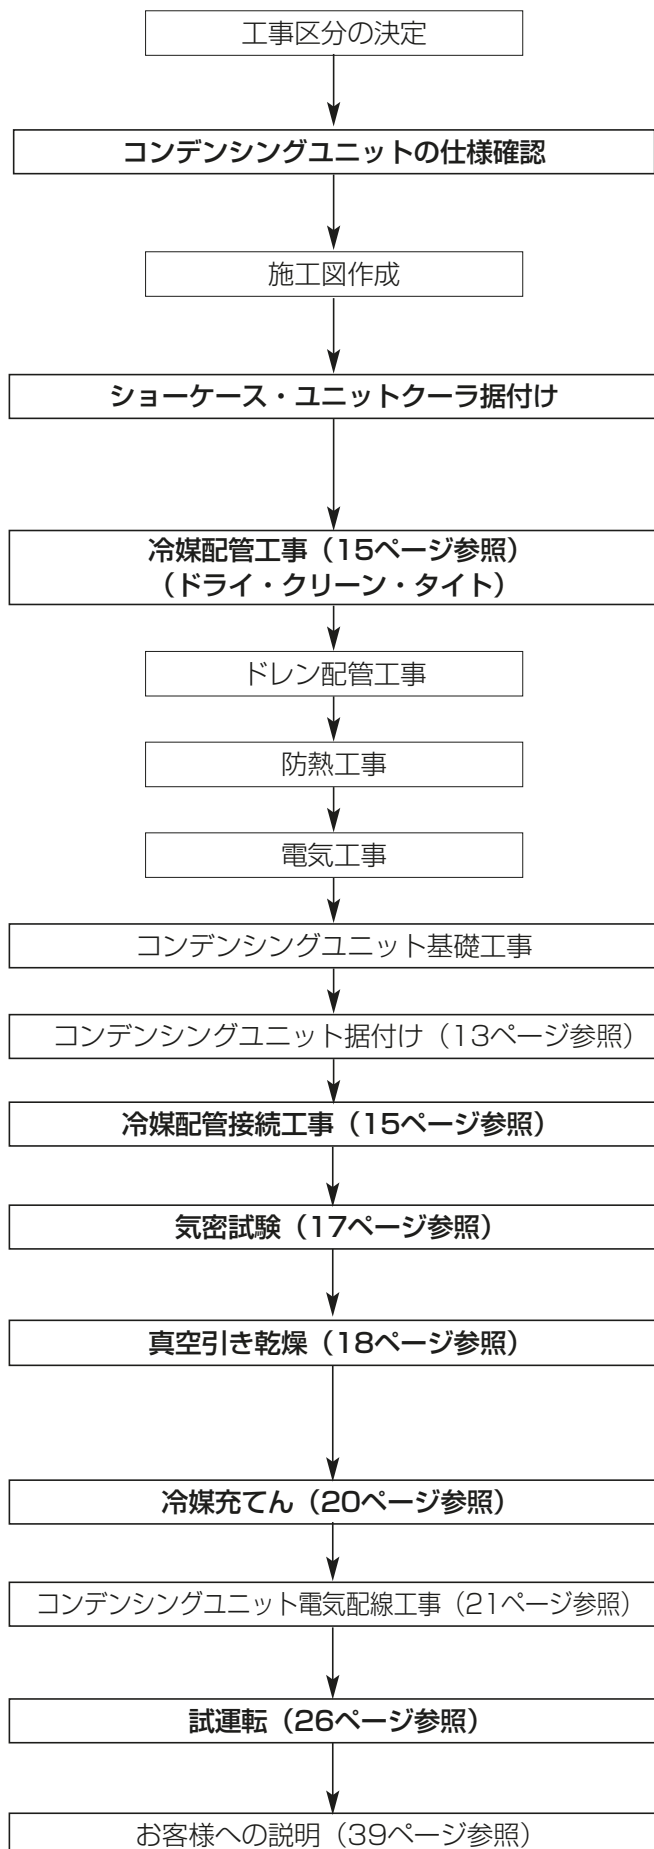 工事区分の決定
コンデンシングユニットの仕様確認
施工図作成
ショーケース・ユニットクーラ据付け
冷媒配管工事（15ページ参照）
（ドライ・クリーン・タイト）
ドレン配管工事
防熱工事
電気工事
コンデンシングユニット基礎工事
コンデンシングユニット据付け（13ページ参照）
冷媒配管接続工事（15ページ参照）
気密試験（17ページ参照）
真空引き乾燥（18ページ参照）
冷媒充てん（20ページ参照）
コンデンシングユニット電気配線工事（21ページ参照）
試運転（26ページ参照）
お客様への説明（39ページ参照）